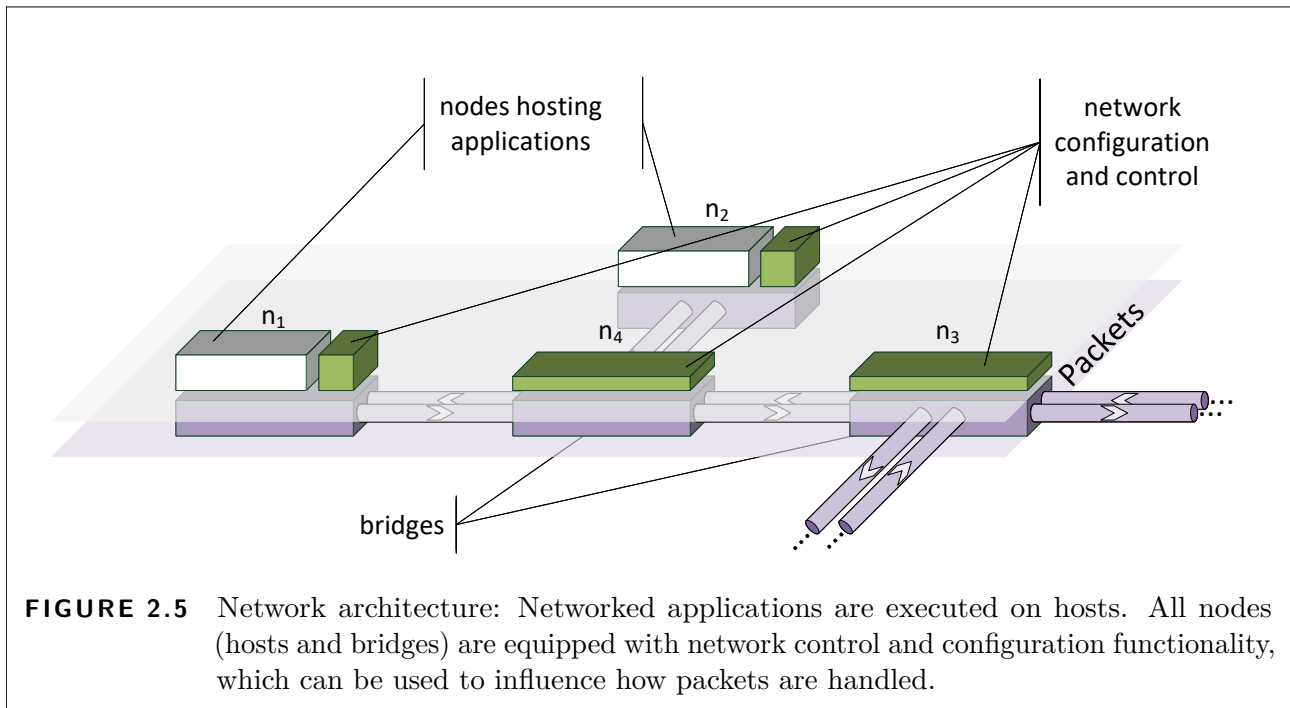 nodes hosting
applications
network
configuration
and control
n₂
n₁
n₄
n₃
Packets
bridges
FIGURE 2.5 Network architecture: Networked applications are executed on hosts. All nodes
(hosts and bridges) are equipped with network control and configuration functionality,
which can be used to influence how packets are handled.